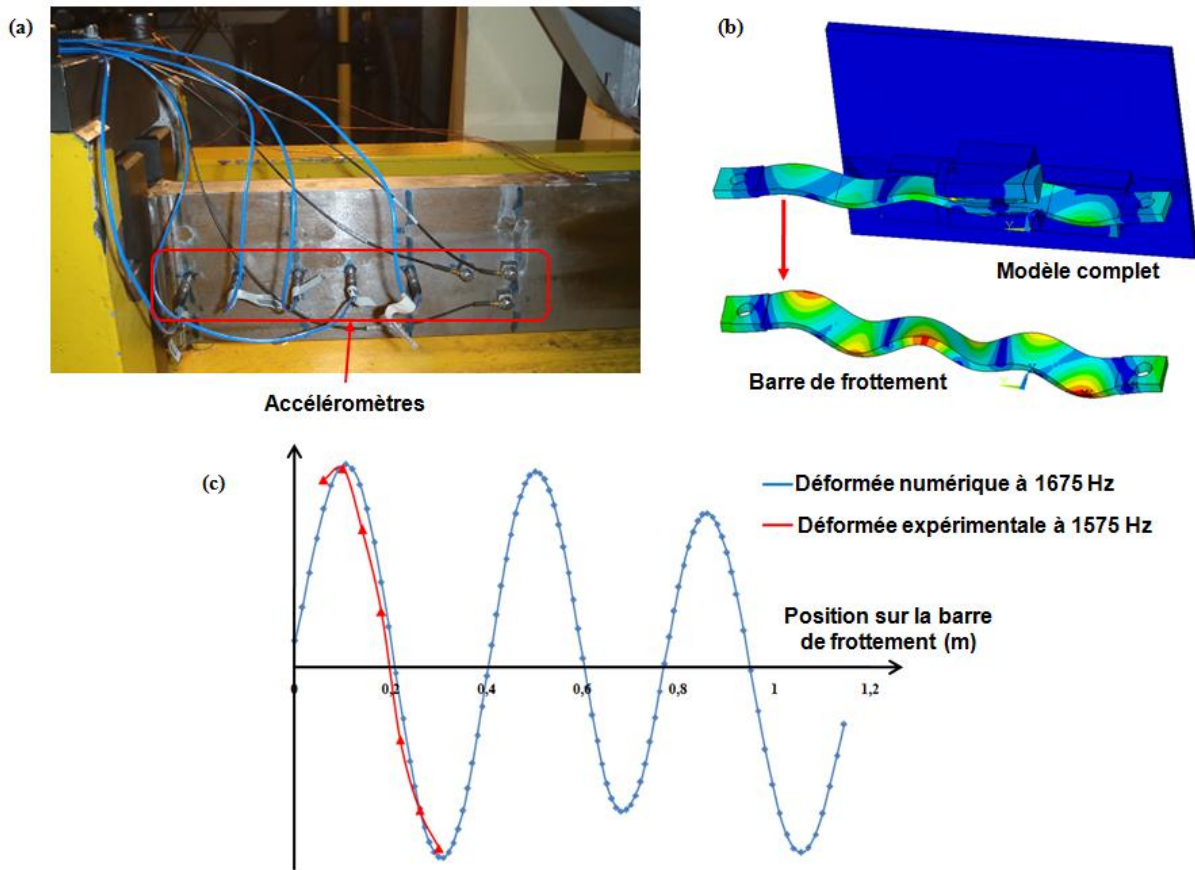 (a)
(b)
Modèle complet
Barre de frottement
Accéléromètres
(c)
Déformée numérique à 1675 Hz
Déformée expérimentale à 1575 Hz
Position sur la barre
de frottement (m)
0
0,2
0,4
0,6
0,8
1
1,2